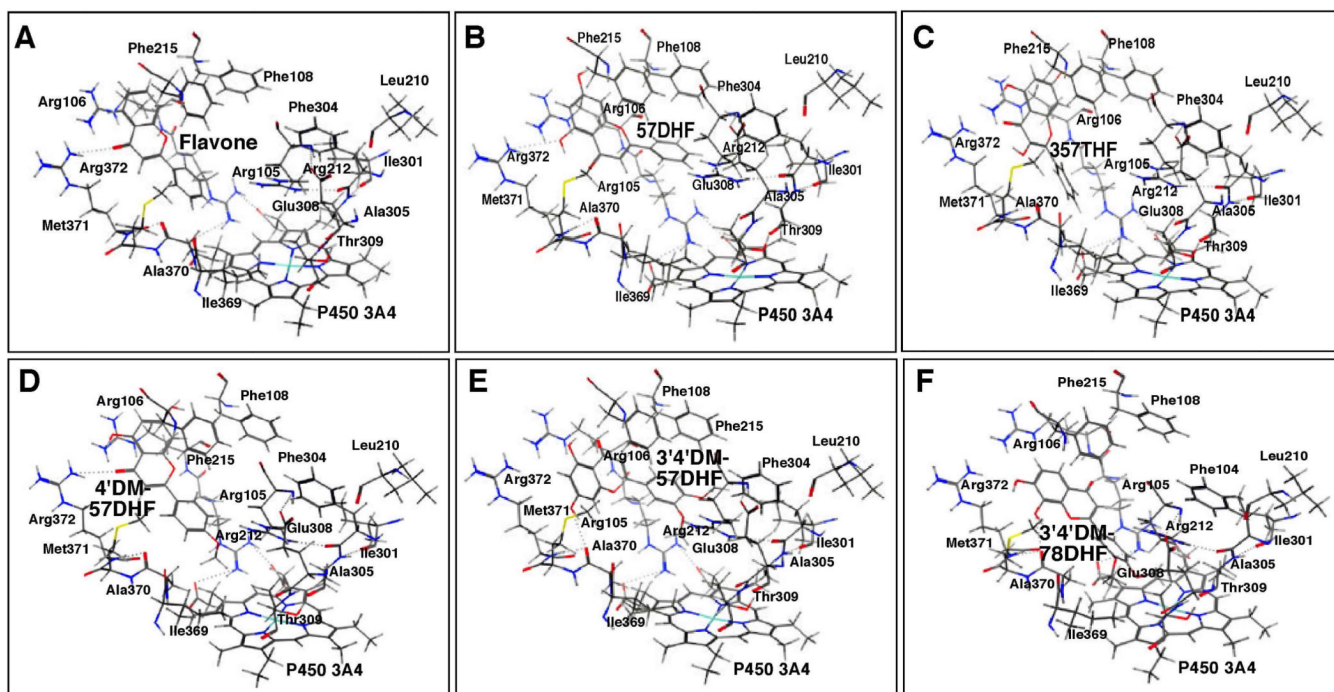 A
Phe215
Phe108
Leu210
Arg106
Phe304
Flavone
Arg372
Arg105
Arg212
Ile301
Glu308
Met371
Ala305
Thr309
Ala370
Ile369
P450 3A4
B
Phe215
Phe108
Leu210
Phe304
Arg106
57DHF
Arg372
Arg212
Arg105
Glu308
Ile301
Met371
Ala370
Ala305
Thr309
Ile369
P450 3A4
C
Phe215
Phe108
Leu210
Phe304
Arg106
Arg372
357THF
Arg105
Met371
Ala370
Arg212
Glu308
Ala305
Ile301
Thr309
Ile369
P450 3A4
D
Arg106
Phe108
Leu210
Phe215
Phe304
4'DM-
57DHF
Arg105
Arg372
Glu308
Met371
Arg212
Ile301
Ala305
Ala370
Thr309
Ile369
P450 3A4
E
Phe108
Phe215
Leu210
Arg106
3'4'DM-
57DHF
Phe304
Arg372
Met371
Arg105
Arg212
Ala370
Glu308
Ile301
Ala305
Thr309
Ile369
P450 3A4
F
Phe215
Phe108
Arg106
Leu210
Phe104
Arg372
Arg105
Arg212
Met371
3'4'DM-
78DHF
Ile301
Ala370
Glu308
Ala305
Thr309
Ile369
P450 3A4